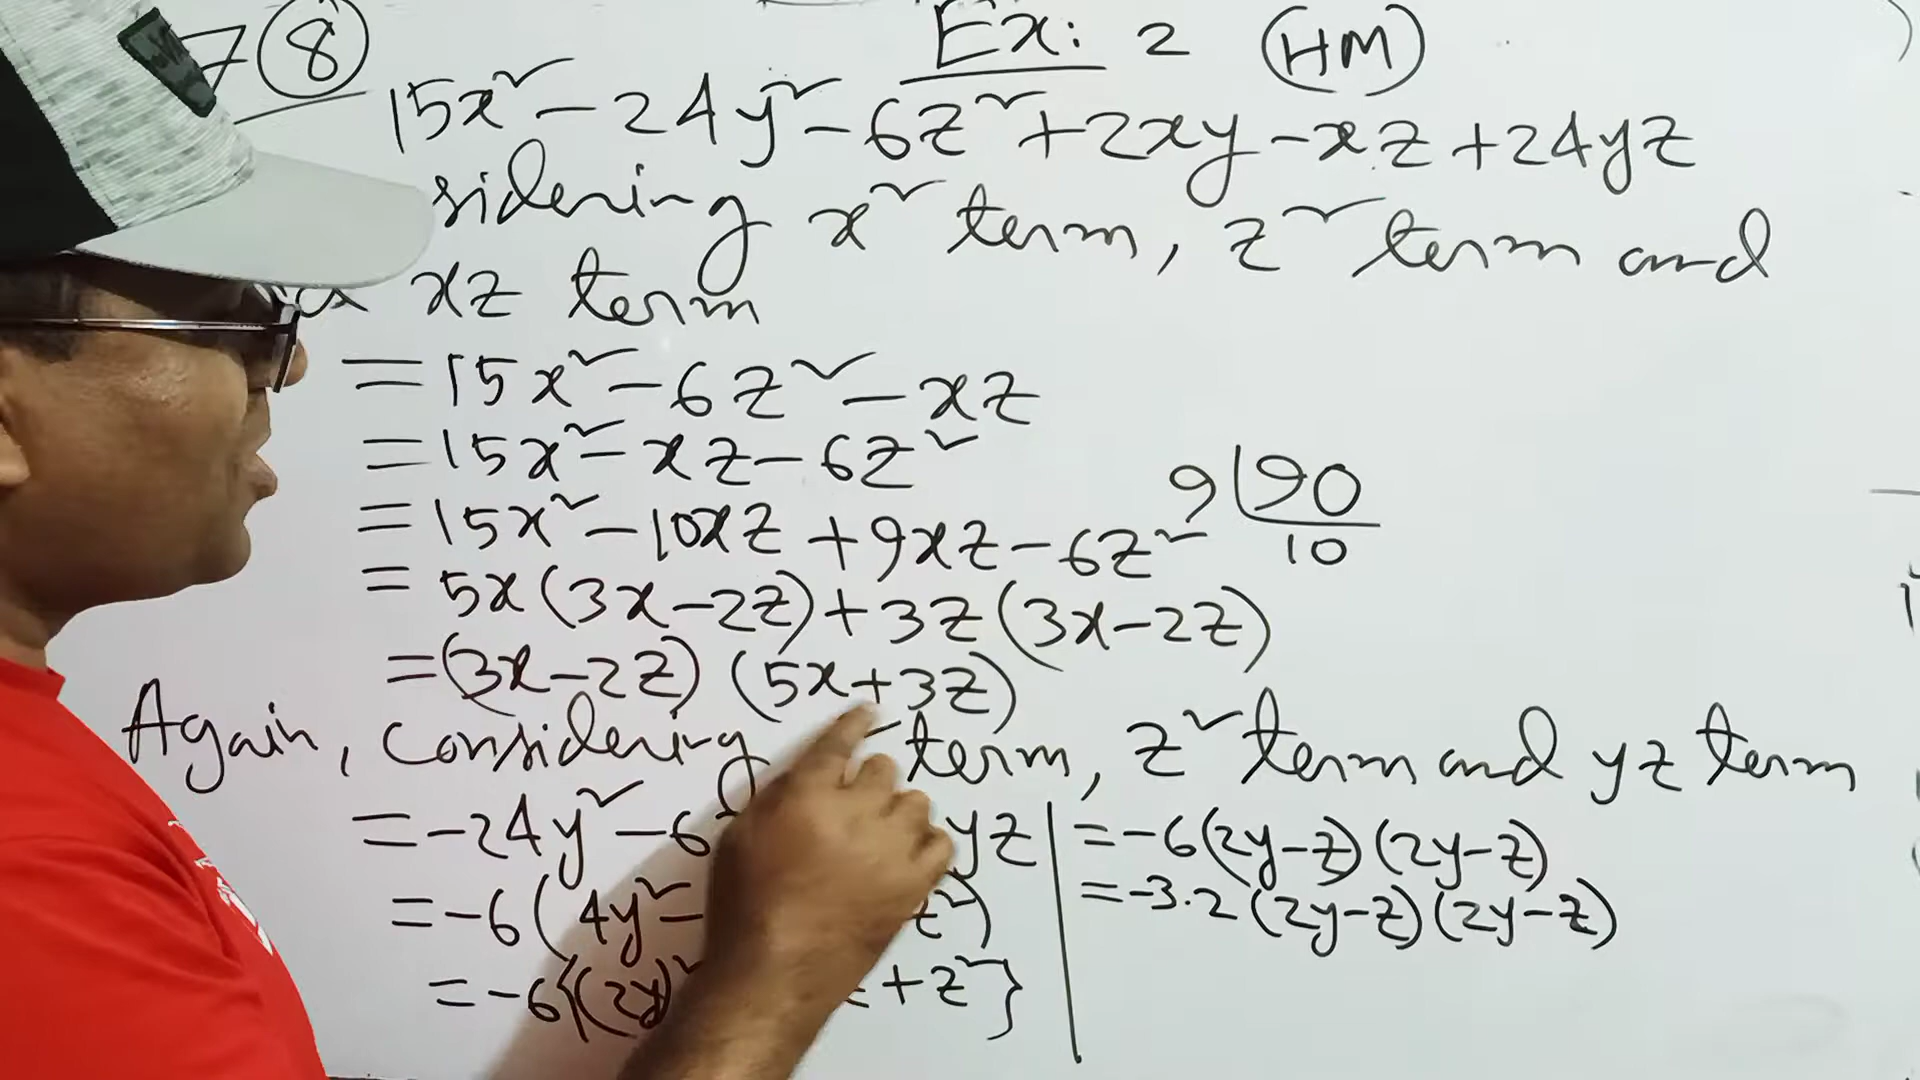 7 ⑧ Ex: 2 (HM)
15x² - 24y² - 6z² + 2xy - xz + 24yz
sidering x² term, z² term and
xz term
= 15x² - 6z² - xz
= 15x² - xz - 6z²
= 15x² - 10xz + 9xz - 6z²
9 | 90
10
= 5x(3x - 2z) + 3z(3x - 2z)
= (3x - 2z) (5x + 3z)
Again, considering term, z² term and yz term
= -24y² - 6 yz
= -6(4y² - z²)
= -6{(2y)² + z²}
= -6(2y - z)(2y - z)
= -3.2(2y - z)(2y - z)